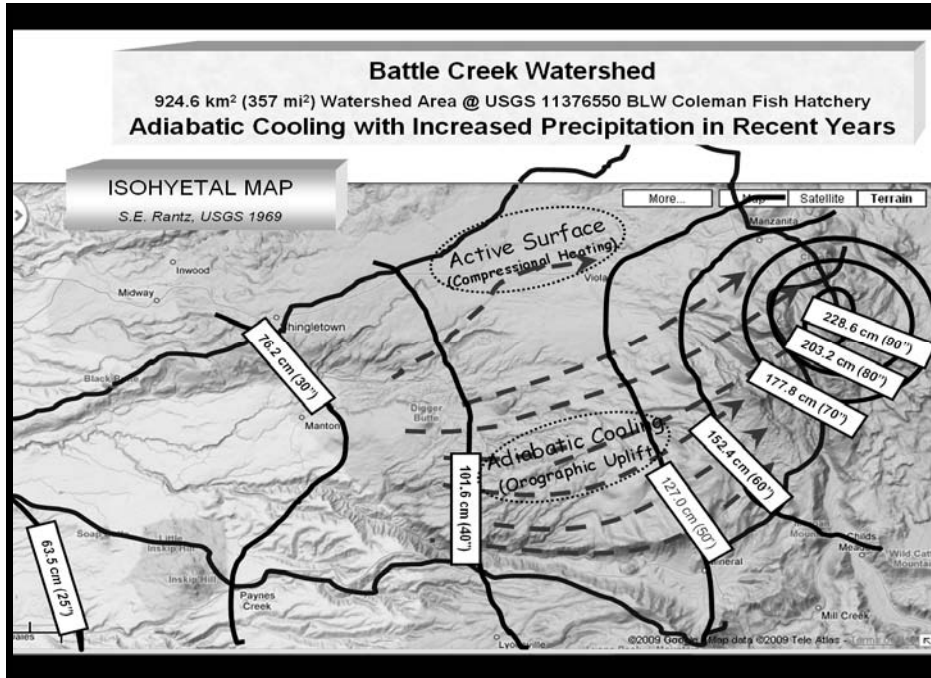 Battle Creek Watershed
924.6 km² (357 mi²) Watershed Area @ USGS 11376550 BLW Coleman Fish Hatchery
Adiabatic Cooling with Increased Precipitation in Recent Years
ISOHYETAL MAP
S.E. Rantz, USGS 1969
More...
Map
Satellite
Terrain
Manzanita
Active Surface
(Compressional Heating)
Viola
Inwood
Midway
Shingletown
228.6 cm (90")
203.2 cm (80")
177.8 cm (70")
76.2 cm (30")
Black Butte
Digger
Butte
Manton
Adiabatic Cooling
(Orographic Uplift)
152.4 cm (60")
101.6 cm (40")
127.0 cm (50")
63.5 cm (25")
Soap Butte
Little
Inskip Hill
Inskip Hill
Paynes
Creek
Mineral
Childs
Meadows
Wild Cat
Mountain
Mill Creek
Lyonsville
©2009 Google - Map data ©2009 Tele Atlas - Terms of Use